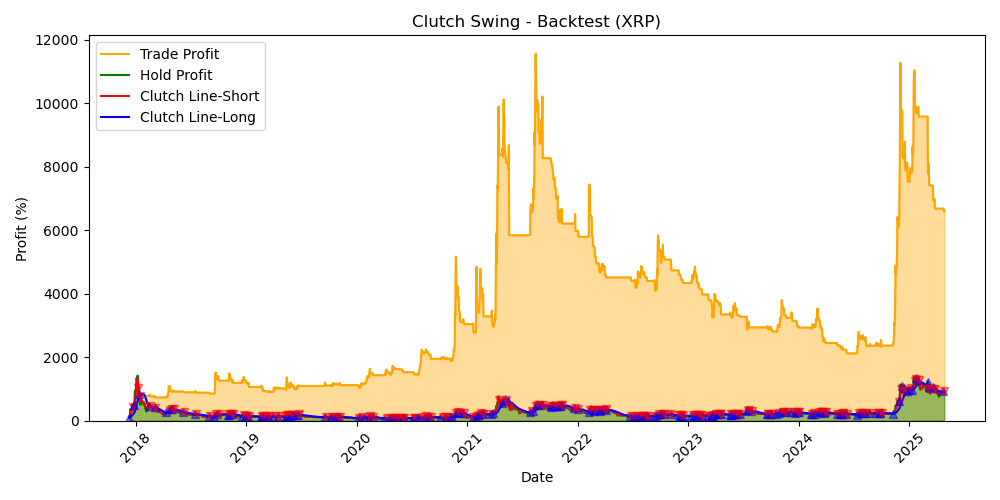 Clutch Swing - Backtest (XRP)
Trade Profit
Hold Profit
Clutch Line-Short
Clutch Line-Long
Profit (%)
12000
10000
8000
6000
4000
2000
0
2018
2019
2020
2021
2022
2023
2024
2025
Date